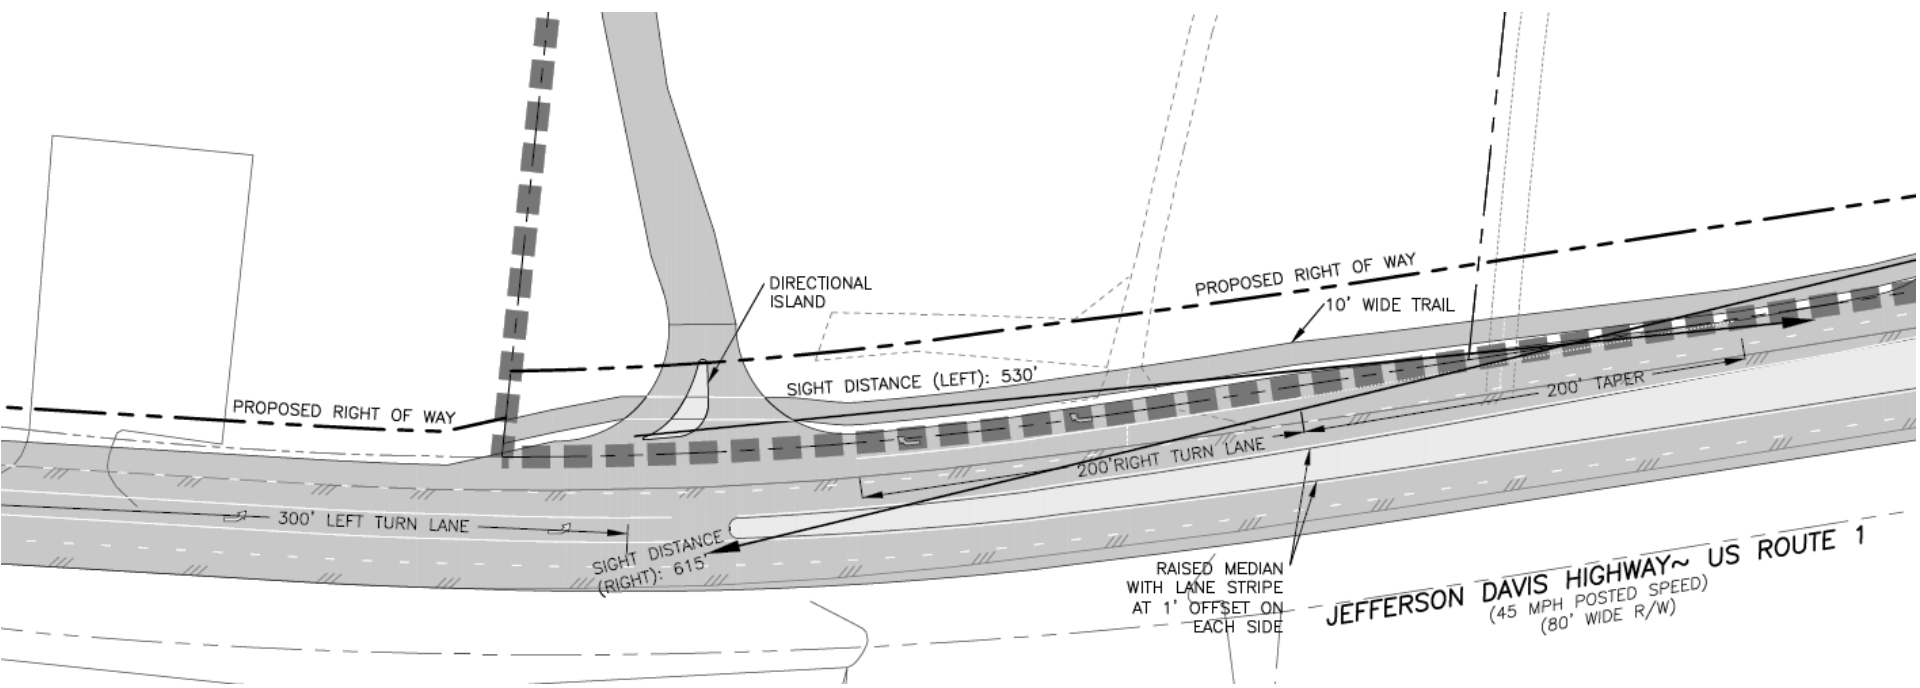 DIRECTIONAL
ISLAND
PROPOSED RIGHT OF WAY
10' WIDE TRAIL
SIGHT DISTANCE (LEFT): 530'
200' TAPER
PROPOSED RIGHT OF WAY
200'RIGHT TURN LANE
300' LEFT TURN LANE
SIGHT DISTANCE
(RIGHT): 615'
RAISED MEDIAN
WITH LANE STRIPE
AT 1' OFFSET ON
EACH SIDE
JEFFERSON DAVIS HIGHWAY~ US ROUTE 1
(45 MPH POSTED SPEED)
(80' WIDE R/W)